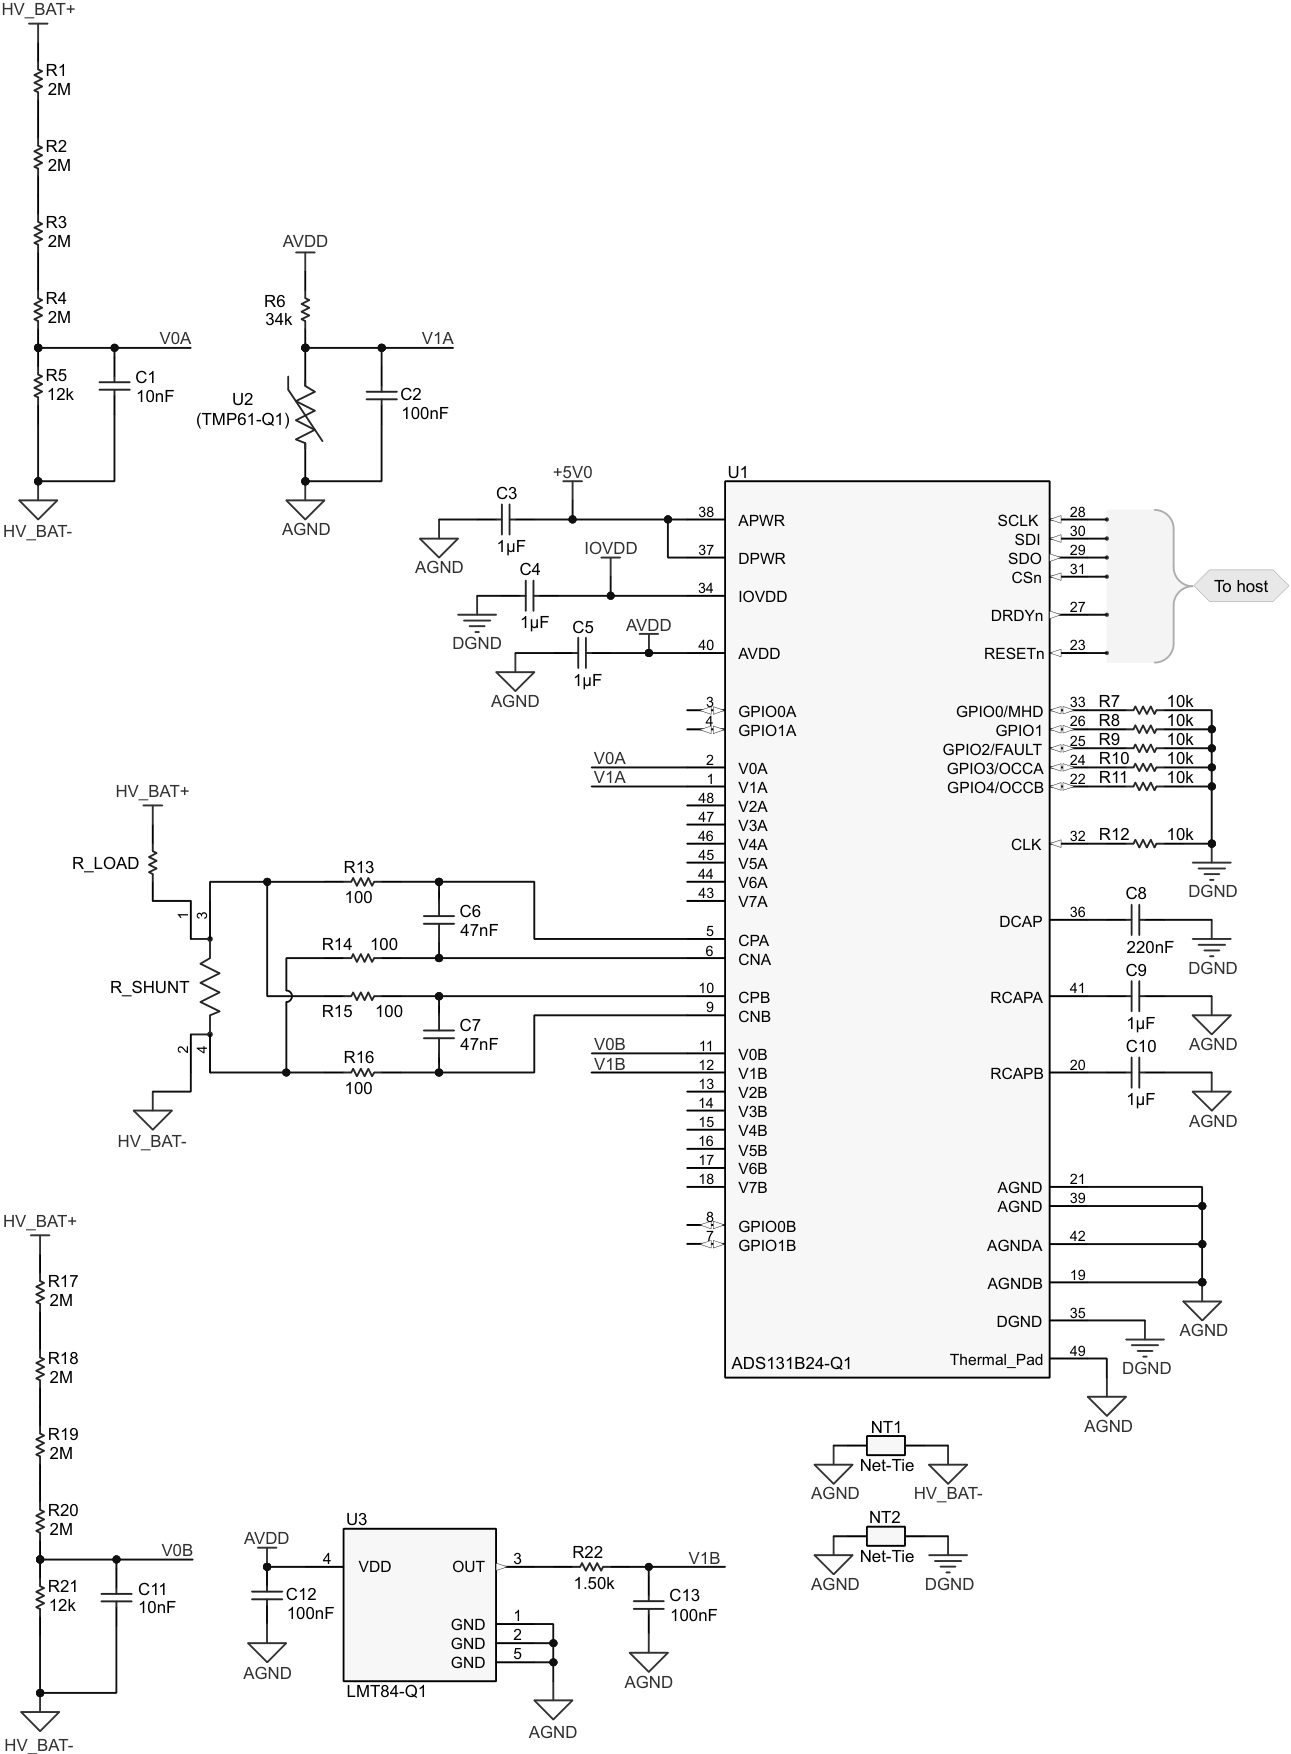 HV_BAT+
R1
2M
R2
2M
R3
2M
R4
2M
V0A
R5
12k
C1
10nF
HV_BAT-
AVDD
R6
34k
V1A
U2
(TMP61-Q1)
C2
100nF
AGND
+5V0
C3
1µF
AGND
IOVDD
C4
1µF
DGND
AVDD
C5
1µF
AGND
U1
38 APWR
37 DPWR
34 IOVDD
40 AVDD
3 GPIO0A
4 GPIO1A
V0A 2 V0A
V1A 1 V1A
48 V2A
47 V3A
46 V4A
45 V5A
44 V6A
43 V7A
5 CPA
6 CNA
10 CPB
9 CNB
V0B 11 V0B
V1B 12 V1B
13 V2B
14 V3B
15 V4B
16 V5B
17 V6B
18 V7B
8 GPIO0B
7 GPIO1B
ADS131B24-Q1
SCLK 28
SDI 30
SDO 29
CSn 31
DRDYn 27
RESETn 23
To host
GPIO0/MHD 33 R7 10k
GPIO1 26 R8 10k
GPIO2/FAULT 25 R9 10k
GPIO3/OCCA 24 R10 10k
GPIO4/OCCB 22 R11 10k
CLK 32 R12 10k
DGND
DCAP 36 C8
220nF
DGND
RCAPA 41 C9
1µF
AGND
RCAPB 20 C10
1µF
AGND
AGND 21
AGND 39
AGNDA 42
AGNDB 19
AGND
DGND 35
DGND
Thermal_Pad 49
AGND
HV_BAT+
R_LOAD
1
3
R_SHUNT
2
4
HV_BAT-
R13
100
C6
47nF
R14 100
R15 100
C7
47nF
R16
100
HV_BAT+
R17
2M
R18
2M
R19
2M
R20
2M
V0B
R21
12k
C11
10nF
HV_BAT-
AVDD
C12
100nF
AGND
U3
4 VDD
OUT 3
GND 1
GND 2
GND 5
LMT84-Q1
AGND
R22
1.50k
V1B
C13
100nF
AGND
NT1
Net-Tie
AGND HV_BAT-
NT2
Net-Tie
AGND DGND